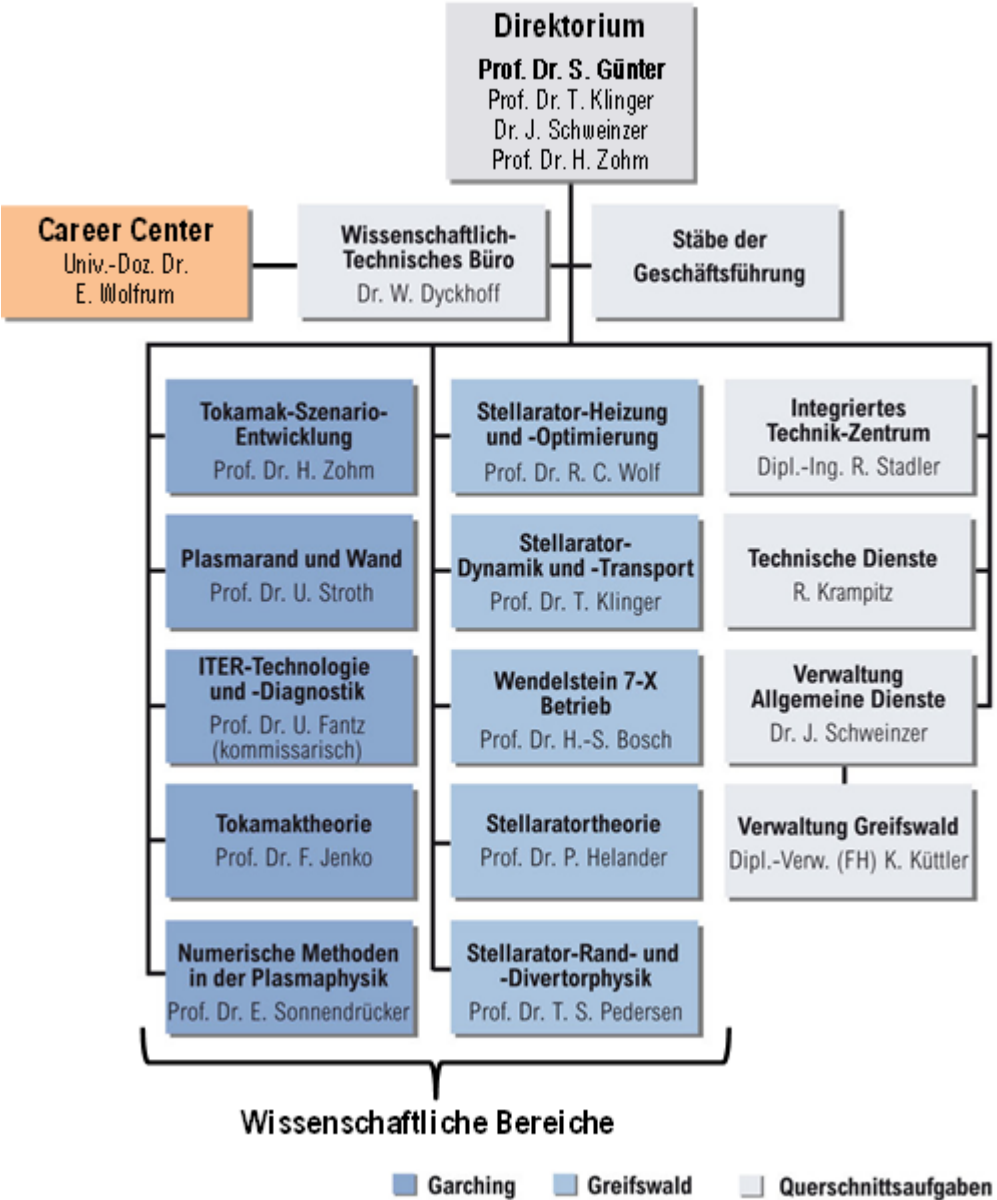 Direktorium
Prof. Dr. S. Günter
Prof. Dr. T. Klinger
Dr. J. Schweinzer
Prof. Dr. H. Zohm
Career Center
Univ.-Doz. Dr.
E. Wolfrum
Wissenschaftlich-
Technisches Büro
Dr. W. Dyckhoff
Stäbe der
Geschäftsführung
Tokamak-Szenario-
Entwicklung
Prof. Dr. H. Zohm
Stellarator-Heizung
und -Optimierung
Prof. Dr. R. C. Wolf
Integriertes
Technik-Zentrum
Dipl.-Ing. R. Stadler
Plasmarand und Wand
Prof. Dr. U. Stroth
Stellarator-
Dynamik und -Transport
Prof. Dr. T. Klinger
Technische Dienste
R. Krampitz
ITER-Technologie
und -Diagnostik
Prof. Dr. U. Fantz
(kommissarisch)
Wendelstein 7-X
Betrieb
Prof. Dr. H.-S. Bosch
Verwaltung
Allgemeine Dienste
Dr. J. Schweinzer
Tokamaktheorie
Prof. Dr. F. Jenko
Stellaratortheorie
Prof. Dr. P. Helander
Verwaltung Greifswald
Dipl.-Verw. (FH) K. Küttler
Numerische Methoden
in der Plasmaphysik
Prof. Dr. E. Sonnendrücker
Stellarator-Rand- und
-Divertorphysik
Prof. Dr. T. S. Pedersen
Wissenschaftliche Bereiche
Garching
Greifswald
Querschnittsaufgaben